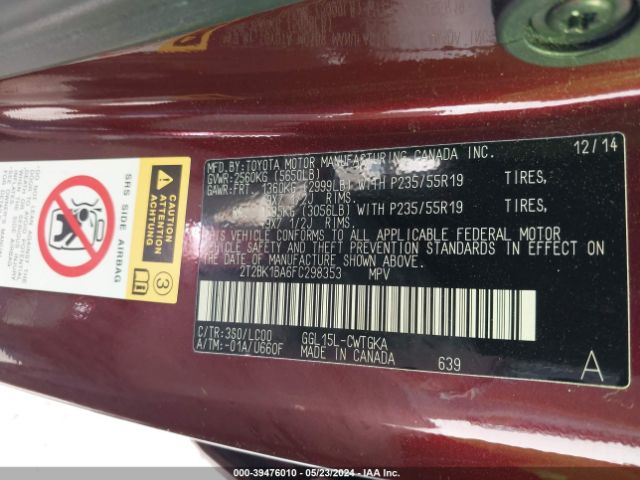 MFD.BY:TOYOTA MOTOR MANUFACTURING CANADA INC. 12/14
GVWR:2560KG (5650LB)
GAWR:FRT. 1360KG (2999LB) WITH P235/55R19 TIRES,
RIMS
(3056LB) WITH P235/55R19 TIRES,
RIMS
THIS VEHICLE CONFORMS TO ALL APPLICABLE FEDERAL MOTOR
VEHICLE SAFETY AND THEFT PREVENTION STANDARDS IN EFFECT ON
THE DATE OF MANUFACTURE SHOWN ABOVE.
2T2BK1BA6FC298353 MPV
C/TR:3S0/LC00 GGL15L-CWTGKA
A/TM:-01A/U660F MADE IN CANADA 639 A
CAUTION
ATTENTION
ACHTUNG
SRS SIDE AIRBAG
3
000-39476010 - 05/23/2024 - IAA Inc.